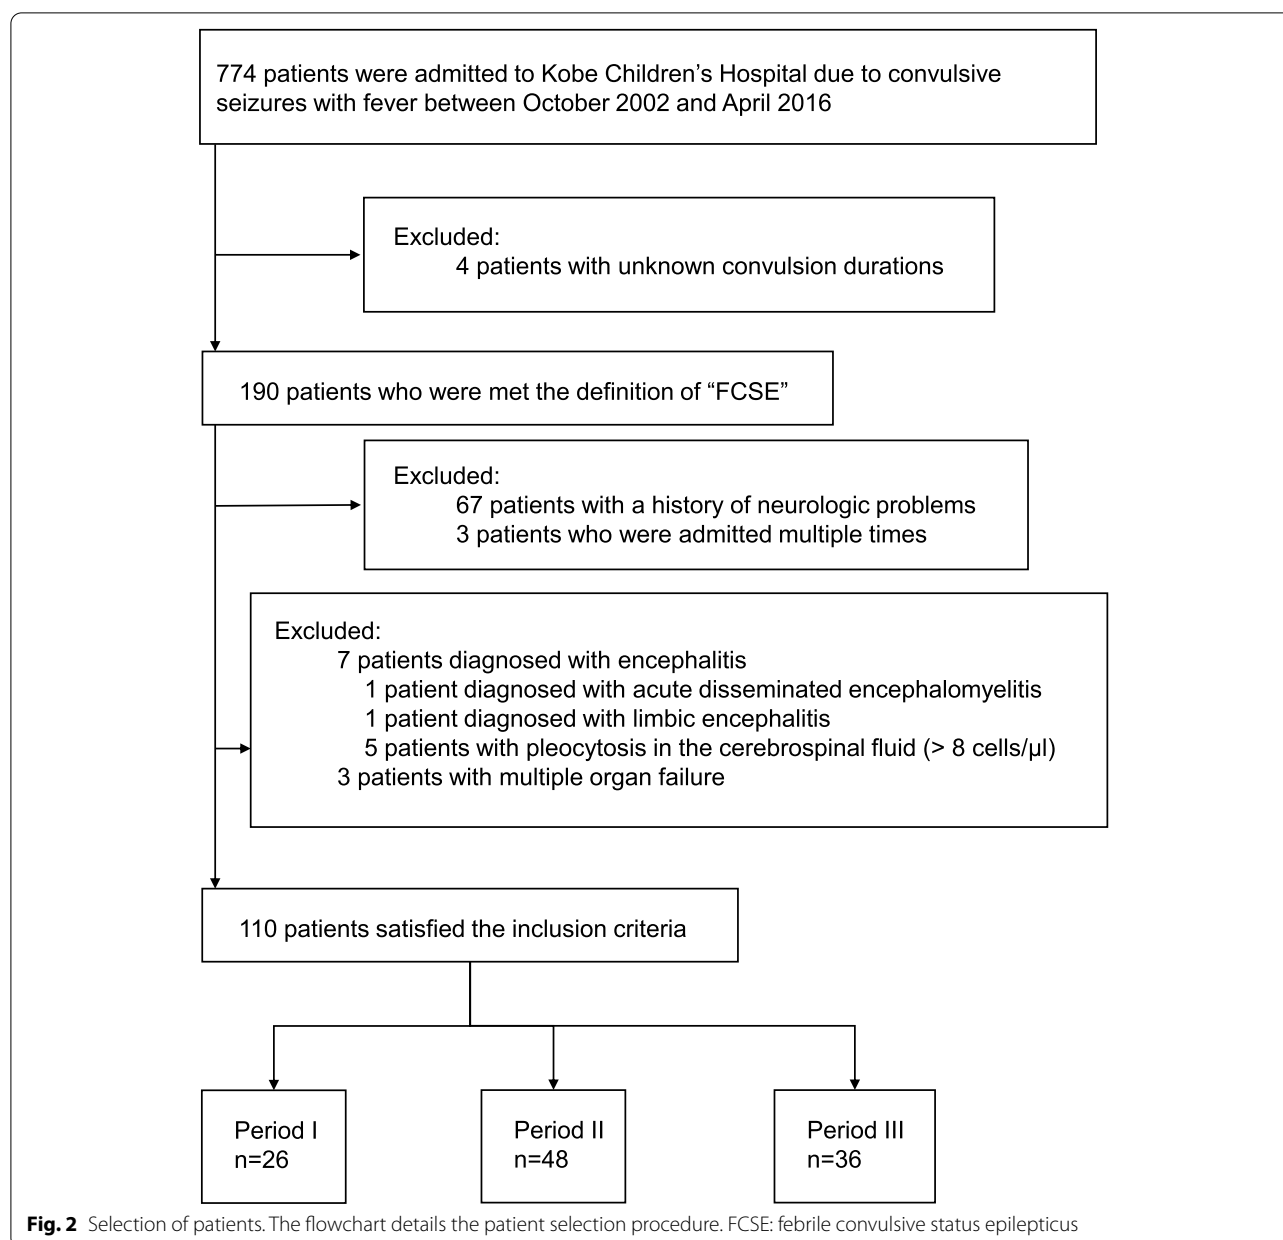 774 patients were admitted to Kobe Children’s Hospital due to convulsive
seizures with fever between October 2002 and April 2016
Excluded:
4 patients with unknown convulsion durations
190 patients who were met the definition of “FCSE”
Excluded:
67 patients with a history of neurologic problems
3 patients who were admitted multiple times
Excluded:
7 patients diagnosed with encephalitis
1 patient diagnosed with acute disseminated encephalomyelitis
1 patient diagnosed with limbic encephalitis
5 patients with pleocytosis in the cerebrospinal fluid (> 8 cells/µl)
3 patients with multiple organ failure
110 patients satisfied the inclusion criteria
Period I
n=26
Period II
n=48
Period III
n=36
Fig. 2 Selection of patients. The flowchart details the patient selection procedure. FCSE: febrile convulsive status epilepticus